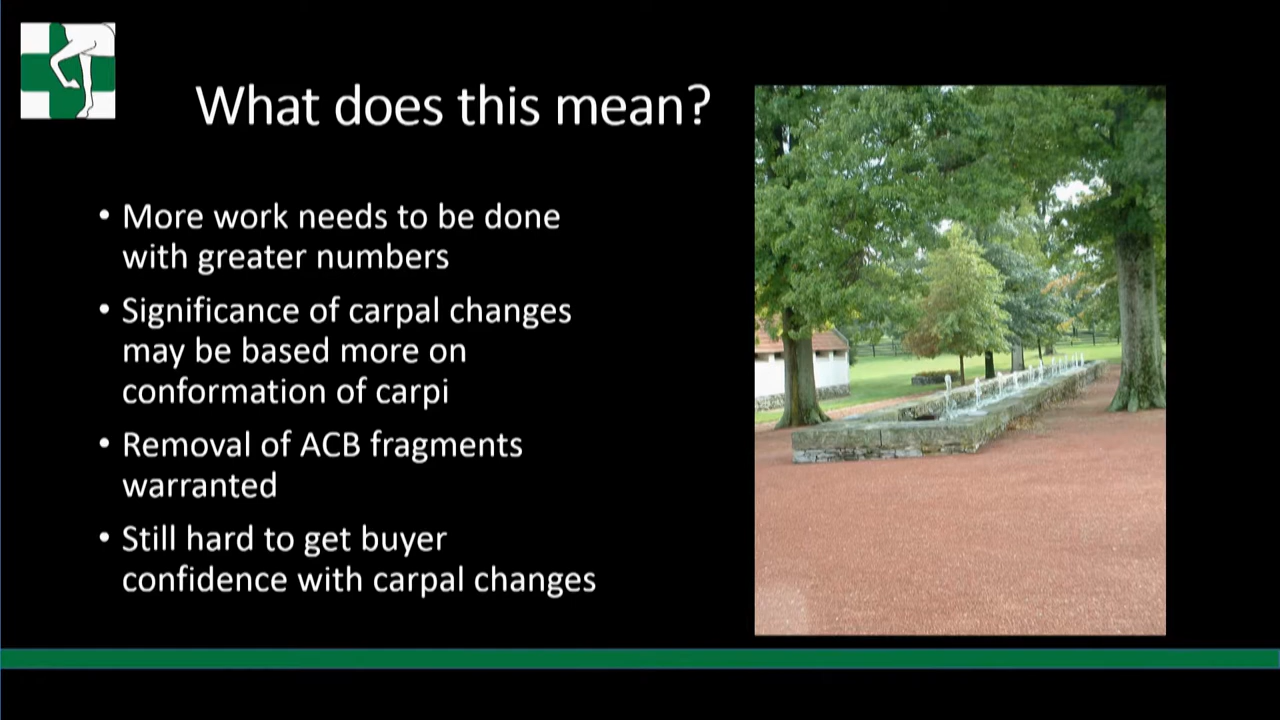 What does this mean?
• More work needs to be done
with greater numbers
• Significance of carpal changes
may be based more on
conformation of carpi
• Removal of ACB fragments
warranted
• Still hard to get buyer
confidence with carpal changes